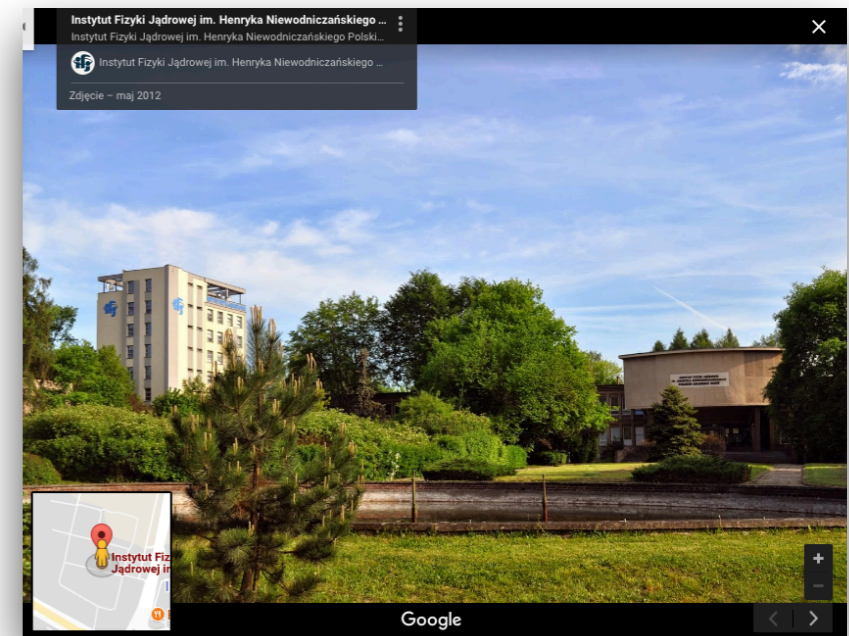 Instytut Fizyki Jądrowej im. Henryka Niewodniczańskiego ...
Instytut Fizyki Jądrowej im. Henryka Niewodniczańskiego Polski...
Instytut Fizyki Jądrowej im. Henryka Niewodniczańskiego ...
Zdjęcie – maj 2012
Instytut Fiz
Jądrowej im
Google